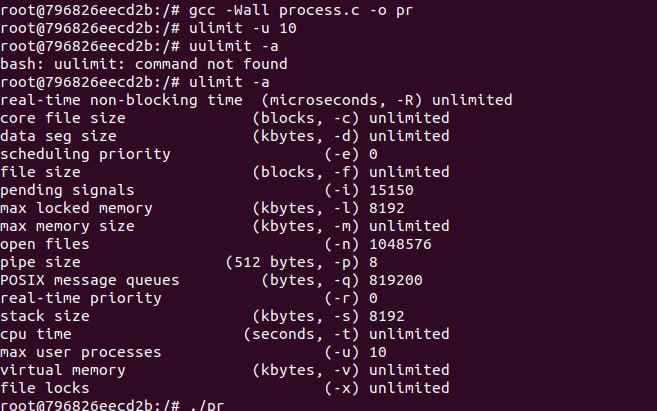 root@796826eecd2b:/# gcc -Wall process.c -o pr
root@796826eecd2b:/# ulimit -u 10
root@796826eecd2b:/# uulimit -a
bash: uulimit: command not found
root@796826eecd2b:/# ulimit -a
real-time non-blocking time  (microseconds, -R) unlimited
core file size              (blocks, -c) unlimited
data seg size               (kbytes, -d) unlimited
scheduling priority                 (-e) 0
file size                   (blocks, -f) unlimited
pending signals                     (-i) 15150
max locked memory           (kbytes, -l) 8192
max memory size             (kbytes, -m) unlimited
open files                          (-n) 1048576
pipe size                (512 bytes, -p) 8
POSIX message queues         (bytes, -q) 819200
real-time priority                  (-r) 0
stack size                  (kbytes, -s) 8192
cpu time                   (seconds, -t) unlimited
max user processes                  (-u) 10
virtual memory              (kbytes, -v) unlimited
file locks                          (-x) unlimited
root@796826eecd2b:/# ./pr